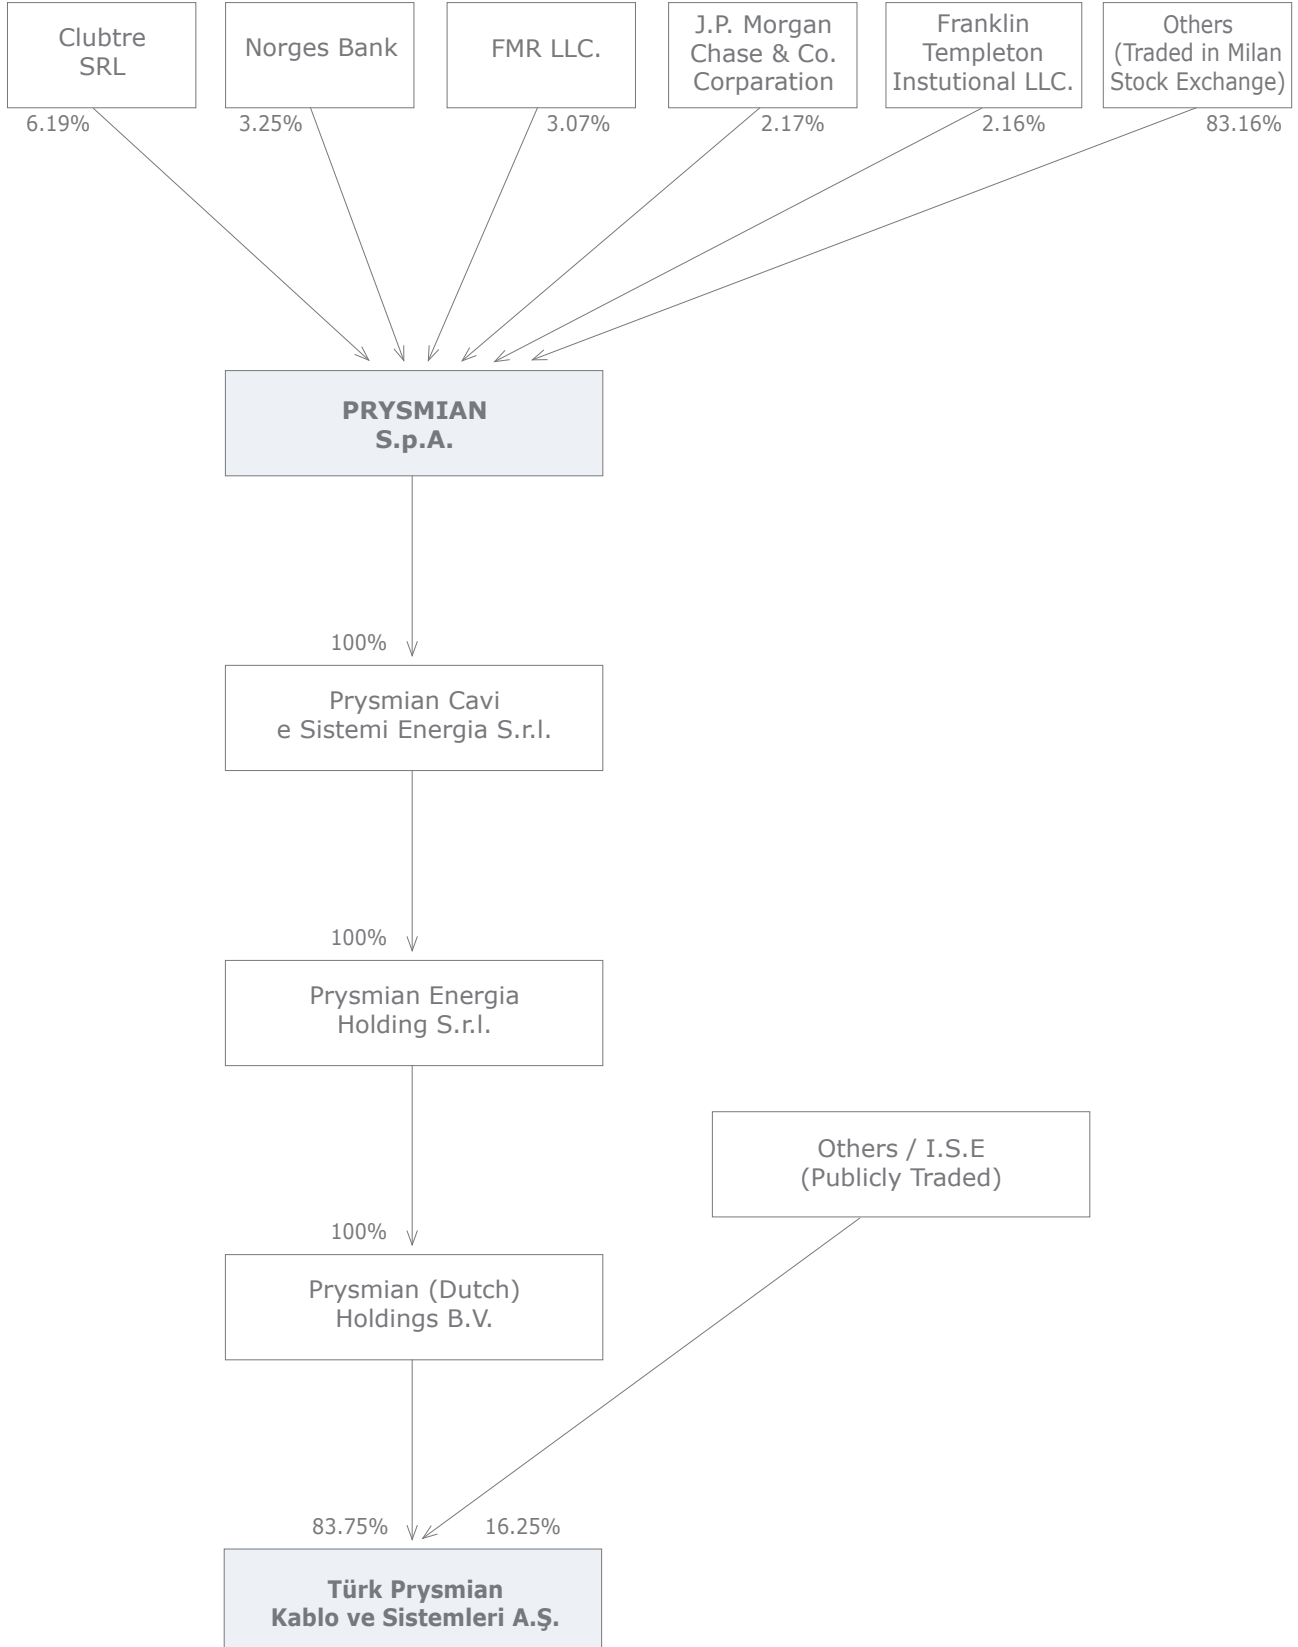 Clubtre
SRL
Norges Bank
FMR LLC.
J.P. Morgan
Chase & Co.
Corparation
Franklin
Templeton
Instutional LLC.
Others
(Traded in Milan
Stock Exchange)
6.19%
3.25%
3.07%
2.17%
2.16%
83.16%
PRYSMIAN
S.p.A.
100%
Prysmian Cavi
e Sistemi Energia S.r.l.
100%
Prysmian Energia
Holding S.r.l.
Others / I.S.E
(Publicly Traded)
100%
Prysmian (Dutch)
Holdings B.V.
83.75%
16.25%
Türk Prysmian
Kablo ve Sistemleri A.Ş.